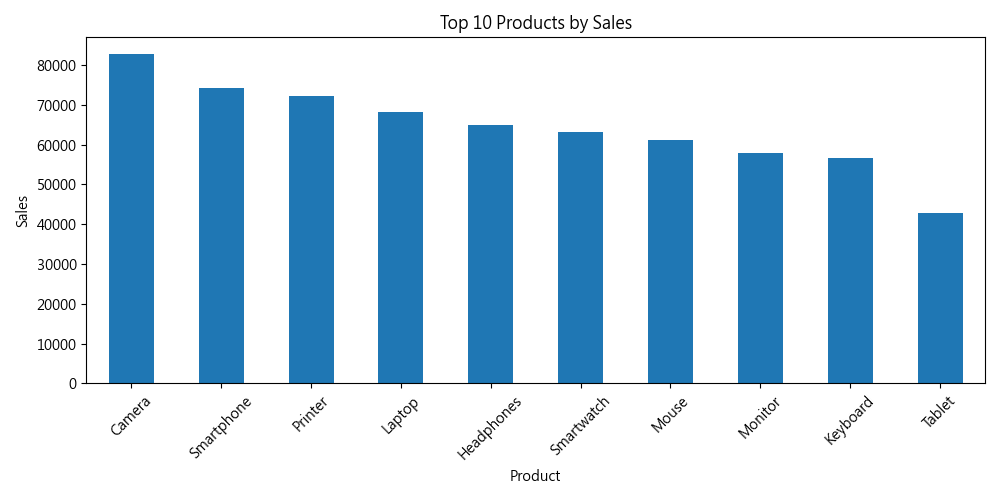 Top 10 Products by Sales
Sales
80000
70000
60000
50000
40000
30000
20000
10000
0
Camera
Smartphone
Printer
Laptop
Headphones
Smartwatch
Mouse
Monitor
Keyboard
Tablet
Product